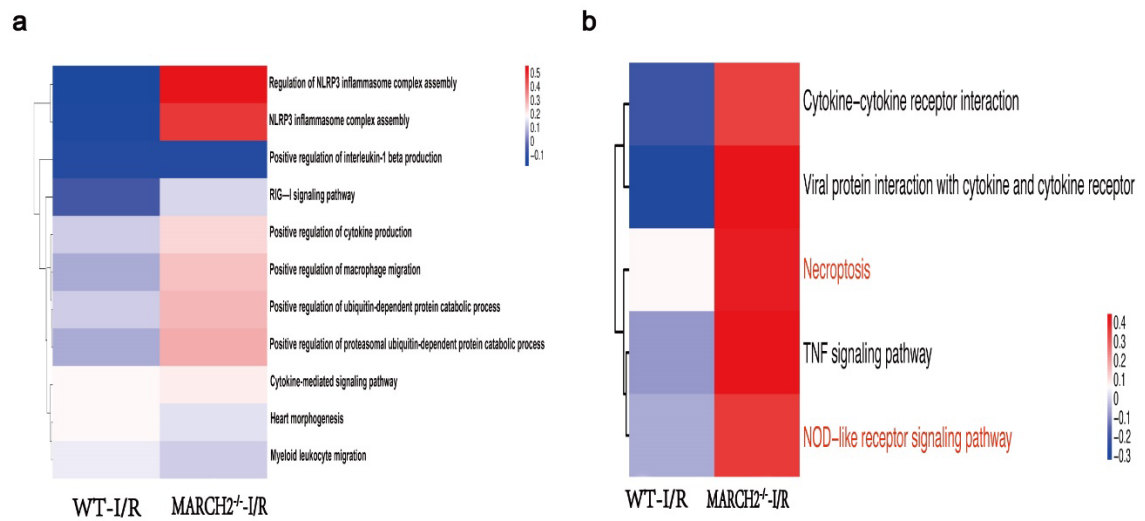 a
Regulation of NLRP3 inflammasome complex assembly
NLRP3 inflammasome complex assembly
Positive regulation of interleukin-1 beta production
RIG—I signaling pathway
Positive regulation of cytokine production
Positive regulation of macrophage migration
Positive regulation of ubiquitin-dependent protein catabolic process
Positive regulation of proteasomal ubiquitin-dependent protein catabolic process
Cytokine-mediated signaling pathway
Heart morphogenesis
Myeloid leukocyte migration
0.5
0.4
0.3
0.2
0.1
0
−0.1
WT-I/R MARCH2-/--I/R
b
Cytokine−cytokine receptor interaction
Viral protein interaction with cytokine and cytokine receptor
Necroptosis
TNF signaling pathway
NOD−like receptor signaling pathway
0.4
0.3
0.2
0.1
0
−0.1
−0.2
−0.3
WT-I/R MARCH2-/--I/R